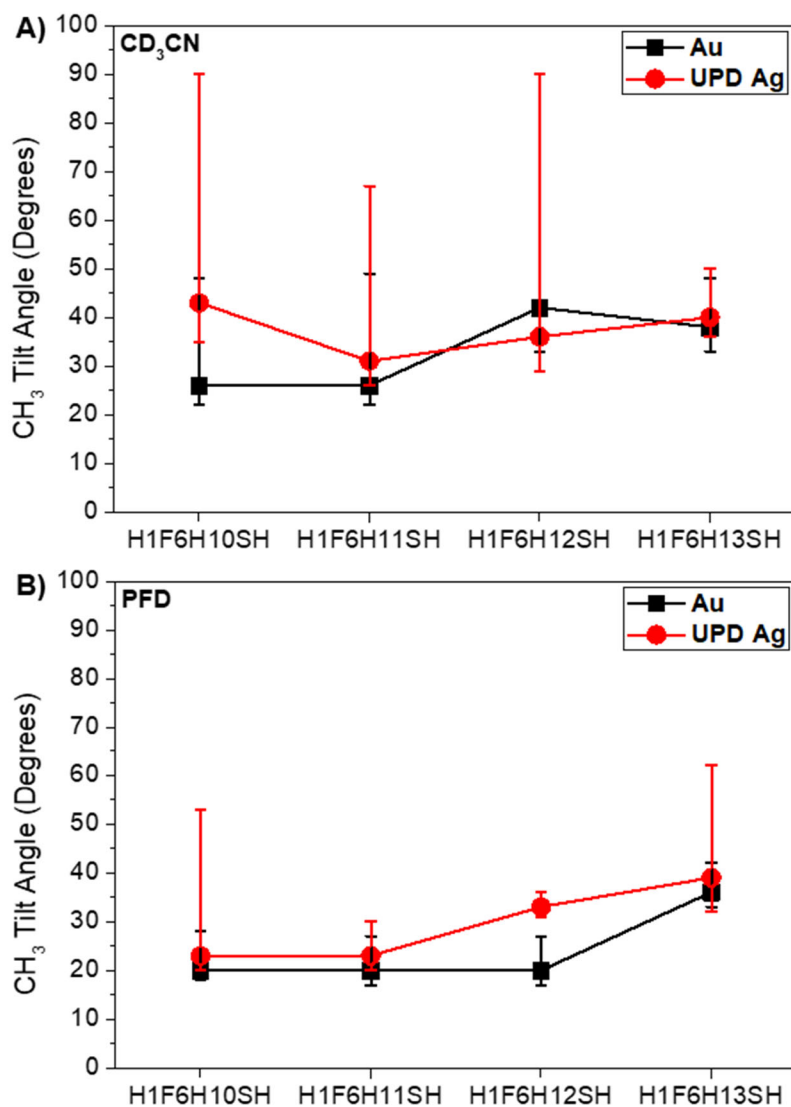 A)
CD₃CN
Au
UPD Ag
CH₃ Tilt Angle (Degrees)
100
90
80
70
60
50
40
30
20
10
0
H1F6H10SH H1F6H11SH H1F6H12SH H1F6H13SH
B)
PFD
Au
UPD Ag
CH₃ Tilt Angle (Degrees)
100
90
80
70
60
50
40
30
20
10
0
H1F6H10SH H1F6H11SH H1F6H12SH H1F6H13SH